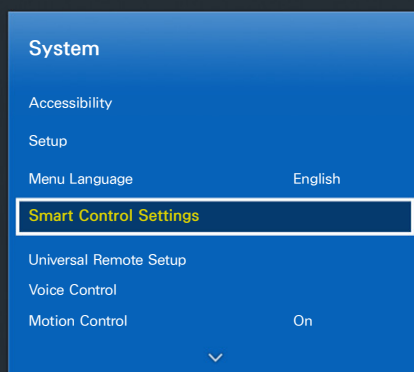 System
Accessibility
Setup
Menu Language English
Smart Control Settings
Universal Remote Setup
Voice Control
Motion Control On